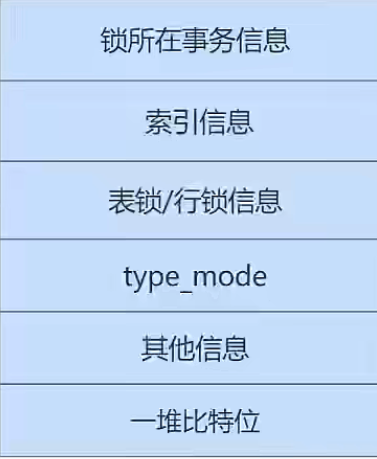 锁所在事务信息
索引信息
表锁/行锁信息
type_mode
其他信息
一堆比特位